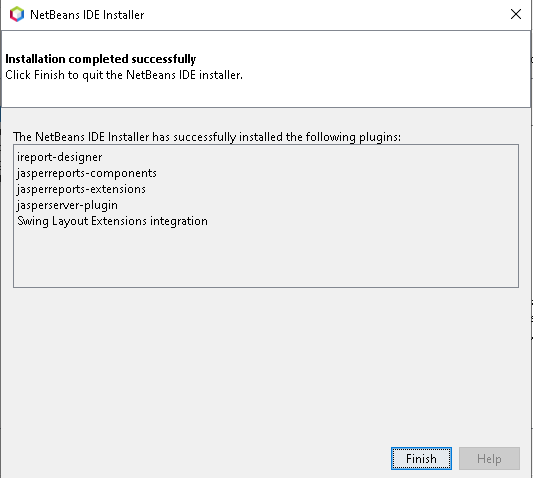 NetBeans IDE Installer
Installation completed successfully
Click Finish to quit the NetBeans IDE installer.
The NetBeans IDE Installer has successfully installed the following plugins:
ireport-designer
jasperreports-components
jasperreports-extensions
jasperserver-plugin
Swing Layout Extensions integration
Finish
Help